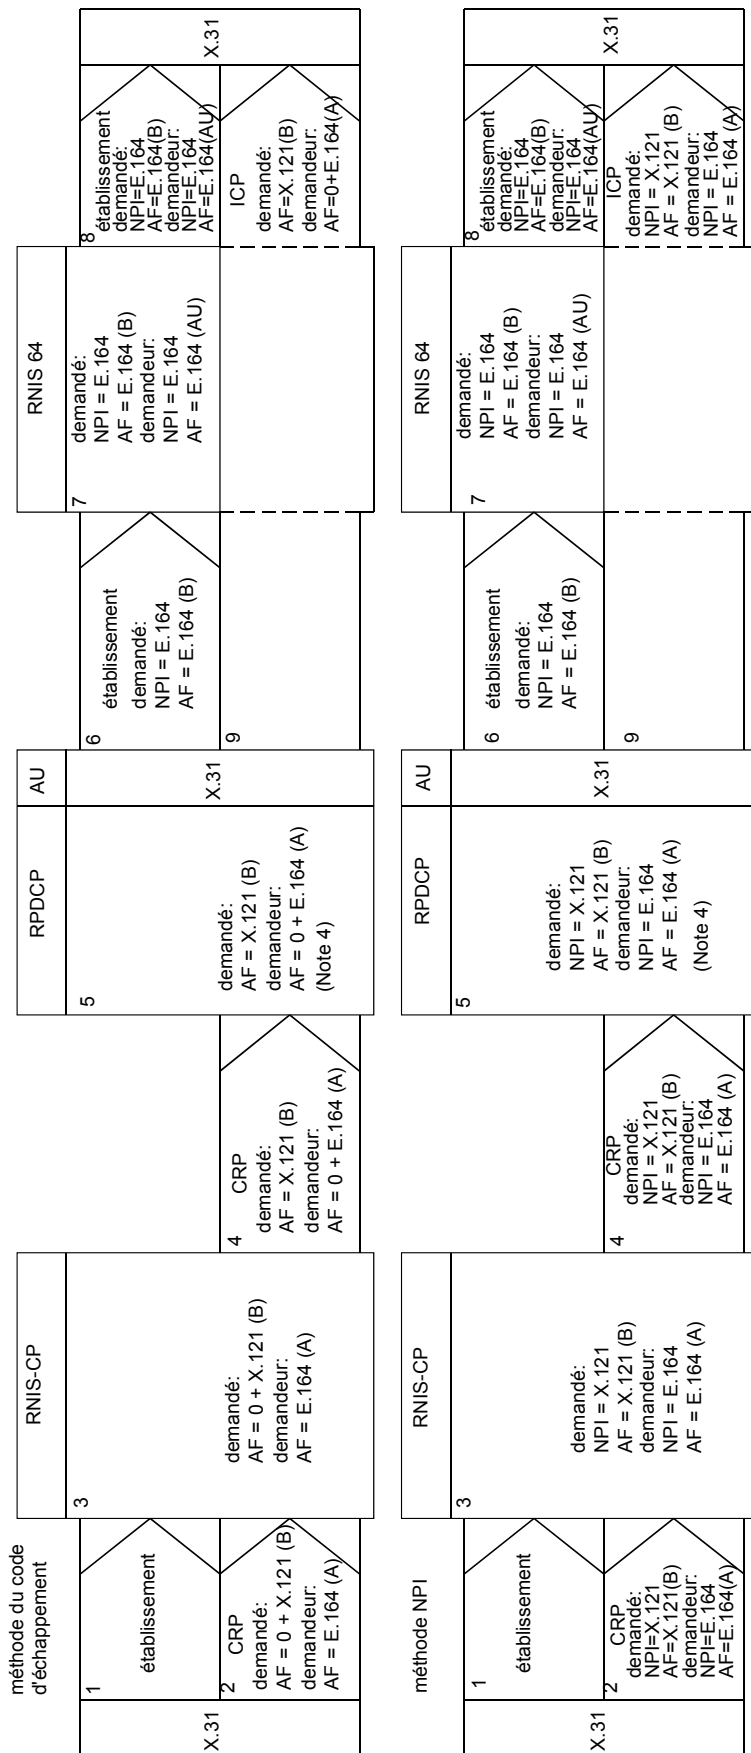 méthode du code
d'échappement
X.31
1
établissement
2
CRP
demandé:
AF = 0 + X.121 (B)
demandeur:
AF = E.164 (A)
RNIS-CP
3
demandé:
AF = 0 + X.121 (B)
demandeur:
AF = E.164 (A)
4
CRP
demandé:
AF = X.121 (B)
demandeur:
AF = 0 + E.164 (A)
RPDCP
5
demandé:
AF = X.121 (B)
demandeur:
AF = 0 + E.164 (A)
(Note 4)
AU
X.31
6
établissement
demandé:
NPI = E.164
AF = E.164 (B)
9
RNIS 64
7
demandé:
NPI = E.164
AF = E.164 (B)
demandeur:
NPI = E.164
AF = E.164 (AU)
8
établissement
demandé:
NPI=E.164
AF=E.164(B)
demandeur:
NPI=E.164
AF=E.164(AU)
ICP
demandé:
AF=X.121(B)
demandeur:
AF=0+E.164(A)
X.31
méthode NPI
X.31
1
établissement
2
CRP
demandé:
NPI=X.121
AF=X.121(B)
demandeur:
NPI=E.164
AF=E.164(A)
RNIS-CP
3
demandé:
NPI = X.121
AF = X.121 (B)
demandeur:
NPI = E.164
AF = E.164 (A)
4
CRP
demandé:
NPI = X.121
AF = X.121 (B)
demandeur:
NPI = E.164
AF = E.164 (A)
RPDCP
5
demandé:
NPI = X.121
AF = X.121 (B)
demandeur:
NPI = E.164
AF = E.164 (A)
(Note 4)
AU
X.31
6
établissement
demandé:
NPI = E.164
AF = E.164 (B)
9
RNIS 64
7
demandé:
NPI = E.164
AF = E.164 (B)
demandeur:
NPI = E.164
AF = E.164 (AU)
8
établissement
demandé:
NPI=E.164
AF=E.164(B)
demandeur:
NPI=E.164
AF=E.164(AU)
ICP
demandé:
NPI = X.121
AF = X.121 (B)
demandeur:
NPI = E.164
AF = E.164 (A)
X.31